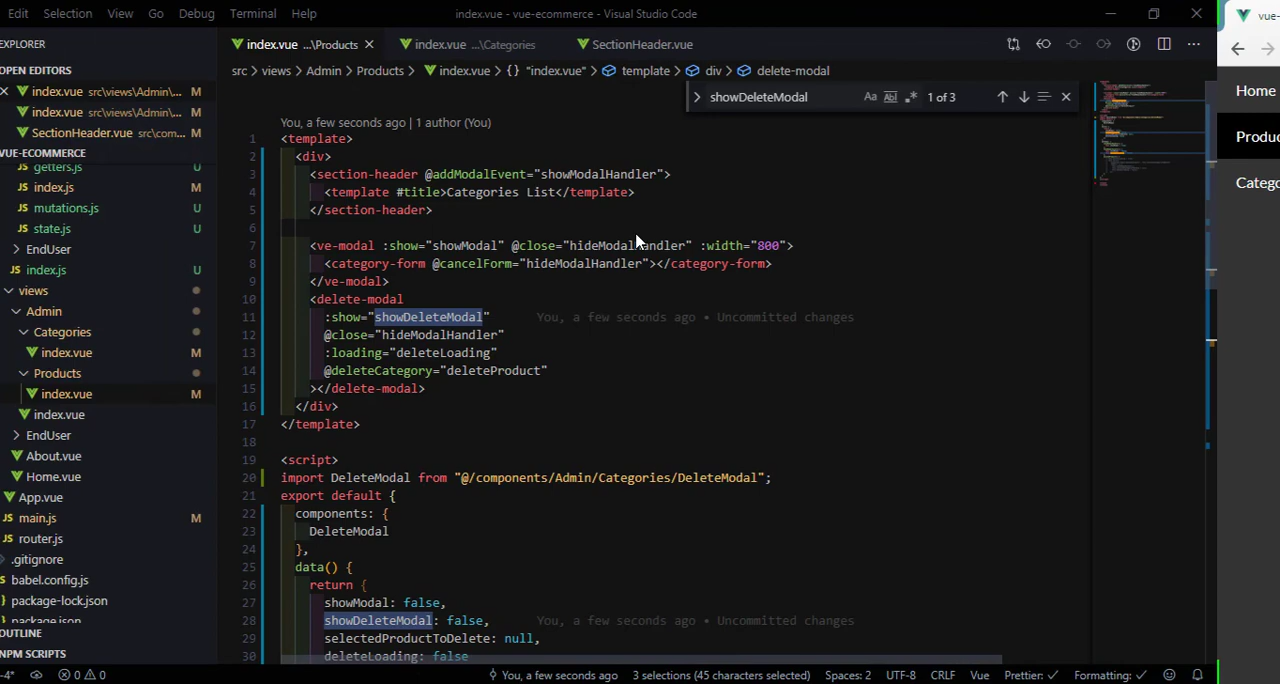 Edit Selection View Go Debug Terminal Help index.vue - vue-ecommerce - Visual Studio Code
EXPLORER
OPEN EDITORS
index.vue src\views\Admin\... M
index.vue src\views\Admin\... M
SectionHeader.vue src\com... M
VUE-ECOMMERCE
getters.js U
index.js U
mutations.js U
state.js U
EndUser
index.js U
views
Admin
Categories
index.vue M
Products
index.vue M
index.vue
EndUser
About.vue
Home.vue
App.vue
main.js M
router.js
.gitignore
babel.config.js
package-lock.json
package.json
OUTLINE
NPM SCRIPTS
index.vue ...\Products index.vue ...\Categories SectionHeader.vue
src > views > Admin > Products > index.vue > {} "index.vue" > template > div > delete-modal
showDeleteModal Aa Abl .* 1 of 3
You, a few seconds ago | 1 author (You)
1 <template>
2 <div>
3 <section-header @addModalEvent="showModalHandler">
4 <template #title>Categories List</template>
5 </section-header>
6
7 <ve-modal :show="showModal" @close="hideModalHandler" :width="800">
8 <category-form @cancelForm="hideModalHandler"></category-form>
9 </ve-modal>
10 <delete-modal
11 :show="showDeleteModal" You, a few seconds ago • Uncommitted changes
12 @close="hideModalHandler"
13 :loading="deleteLoading"
14 @deleteCategory="deleteProduct"
15 ></delete-modal>
16 </div>
17 </template>
18
19 <script>
20 import DeleteModal from "@/components/Admin/Categories/DeleteModal";
21 export default {
22 components: {
23 DeleteModal
24 },
25 data() {
26 return {
27 showModal: false,
28 showDeleteModal: false, You, a few seconds ago • Uncommitted changes
29 selectedProductToDelete: null,
30 deleteLoading: false
-4* 0 0 You, a few seconds ago 3 selections (45 characters selected) Spaces: 2 UTF-8 CRLF Vue Prettier: ✓ Formatting: ✓
vue-
Home
Produc
Catego